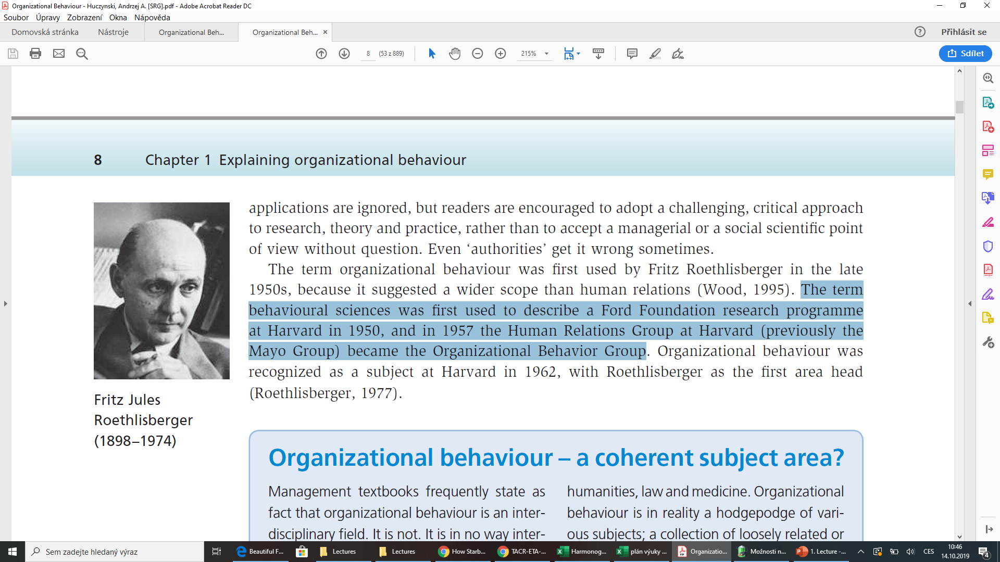 Organizational Behaviour - Huczynski, Andrzej A. [SRG].pdf - Adobe Acrobat Reader DC
Soubor Úpravy Zobrazení Okna Nápověda
Domovská stránka Nástroje Organizational Beh... Organizational Beh... × ? Přihlásit se
8 (53 z 889) 215% Sdílet
8 Chapter 1 Explaining organizational behaviour
applications are ignored, but readers are encouraged to adopt a challenging, critical approach
to research, theory and practice, rather than to accept a managerial or a social scientific point
of view without question. Even ‘authorities’ get it wrong sometimes.
The term organizational behaviour was first used by Fritz Roethlisberger in the late
1950s, because it suggested a wider scope than human relations (Wood, 1995). The term
behavioural sciences was first used to describe a Ford Foundation research programme
at Harvard in 1950, and in 1957 the Human Relations Group at Harvard (previously the
Mayo Group) became the Organizational Behavior Group. Organizational behaviour was
recognized as a subject at Harvard in 1962, with Roethlisberger as the first area head
(Roethlisberger, 1977).
Fritz Jules
Roethlisberger
(1898–1974)
Organizational behaviour – a coherent subject area?
Management textbooks frequently state as
fact that organizational behaviour is an inter-
disciplinary field. It is not. It is in no way inter-
humanities, law and medicine. Organizational
behaviour is in reality a hodgepodge of vari-
ous subjects; a collection of loosely related or
Sem zadejte hledaný výraz
Beautiful F... Lectures Lectures How Starb... TACR-ETA-... Harmonog... plán výuky ... Organizatio... Možnosti n... 1. Lecture -... CES
10:46
14.10.2019
4